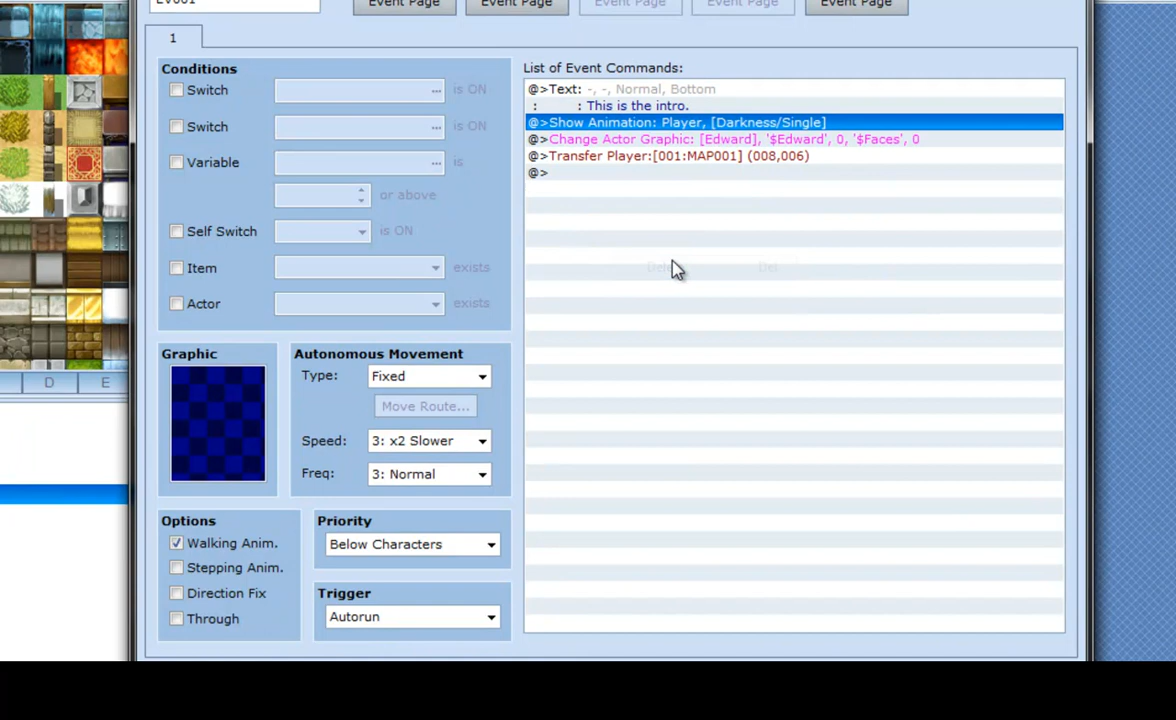 EV001
Event Page Event Page Event Page Event Page Event Page
1
Conditions
Switch ... is ON
Switch ... is ON
Variable ... is
or above
Self Switch is ON
Item exists
Actor exists
Graphic
Autonomous Movement
Type: Fixed
Move Route...
Speed: 3: x2 Slower
Freq: 3: Normal
Options
Walking Anim.
Stepping Anim.
Direction Fix
Through
Priority
Below Characters
Trigger
Autorun
List of Event Commands:
@>Text: -, -, Normal, Bottom
: : This is the intro.
@>Show Animation: Player, [Darkness/Single]
@>Change Actor Graphic: [Edward], '$Edward', 0, '$Faces', 0
@>Transfer Player:[001:MAP001] (008,006)
@>
Delete Del
D E